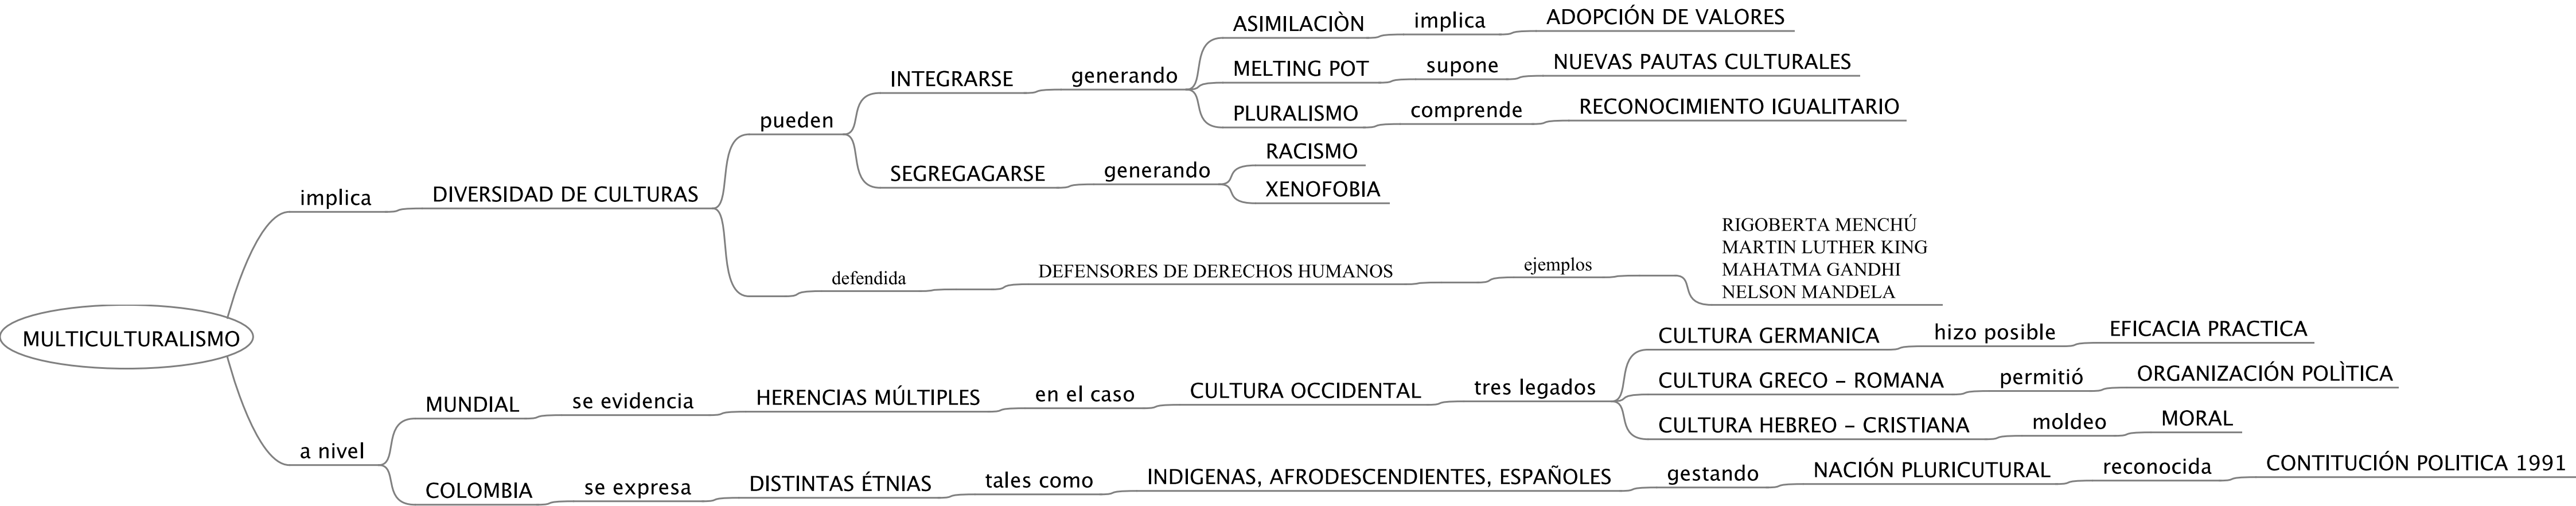 MULTICULTURALISMO
implica
DIVERSIDAD DE CULTURAS
pueden
INTEGRARSE
generando
ASIMILACIÒN
implica
ADOPCIÓN DE VALORES
MELTING POT
supone
NUEVAS PAUTAS CULTURALES
PLURALISMO
comprende
RECONOCIMIENTO IGUALITARIO
SEGREGAGARSE
generando
RACISMO
XENOFOBIA
defendida
DEFENSORES DE DERECHOS HUMANOS
ejemplos
RIGOBERTA MENCHÚ
MARTIN LUTHER KING
MAHATMA GANDHI
NELSON MANDELA
a nivel
MUNDIAL
se evidencia
HERENCIAS MÚLTIPLES
en el caso
CULTURA OCCIDENTAL
tres legados
CULTURA GERMANICA
hizo posible
EFICACIA PRACTICA
CULTURA GRECO – ROMANA
permitió
ORGANIZACIÓN POLÌTICA
CULTURA HEBREO – CRISTIANA
moldeo
MORAL
COLOMBIA
se expresa
DISTINTAS ÉTNIAS
tales como
INDIGENAS, AFRODESCENDIENTES, ESPAÑOLES
gestando
NACIÓN PLURICUTURAL
reconocida
CONTITUCIÓN POLITICA 1991